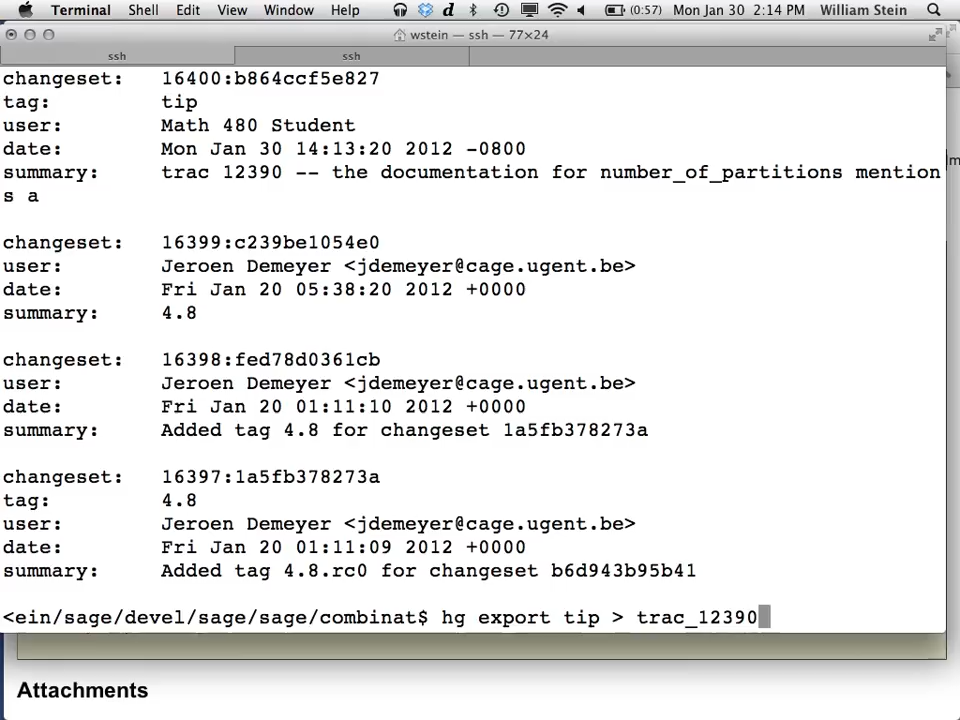 Terminal Shell Edit View Window Help (0:57) Mon Jan 30 2:14 PM William Stein
wstein — ssh — 77×24
ssh ssh
changeset: 16400:b864ccf5e827
tag: tip
user: Math 480 Student
date: Mon Jan 30 14:13:20 2012 -0800
summary: trac 12390 -- the documentation for number_of_partitions mention
s a
changeset: 16399:c239be1054e0
user: Jeroen Demeyer <jdemeyer@cage.ugent.be>
date: Fri Jan 20 05:38:20 2012 +0000
summary: 4.8
changeset: 16398:fed78d0361cb
user: Jeroen Demeyer <jdemeyer@cage.ugent.be>
date: Fri Jan 20 01:11:10 2012 +0000
summary: Added tag 4.8 for changeset 1a5fb378273a
changeset: 16397:1a5fb378273a
tag: 4.8
user: Jeroen Demeyer <jdemeyer@cage.ugent.be>
date: Fri Jan 20 01:11:09 2012 +0000
summary: Added tag 4.8.rc0 for changeset b6d943b95b41
<ein/sage/devel/sage/sage/combinat$ hg export tip > trac_12390
Attachments